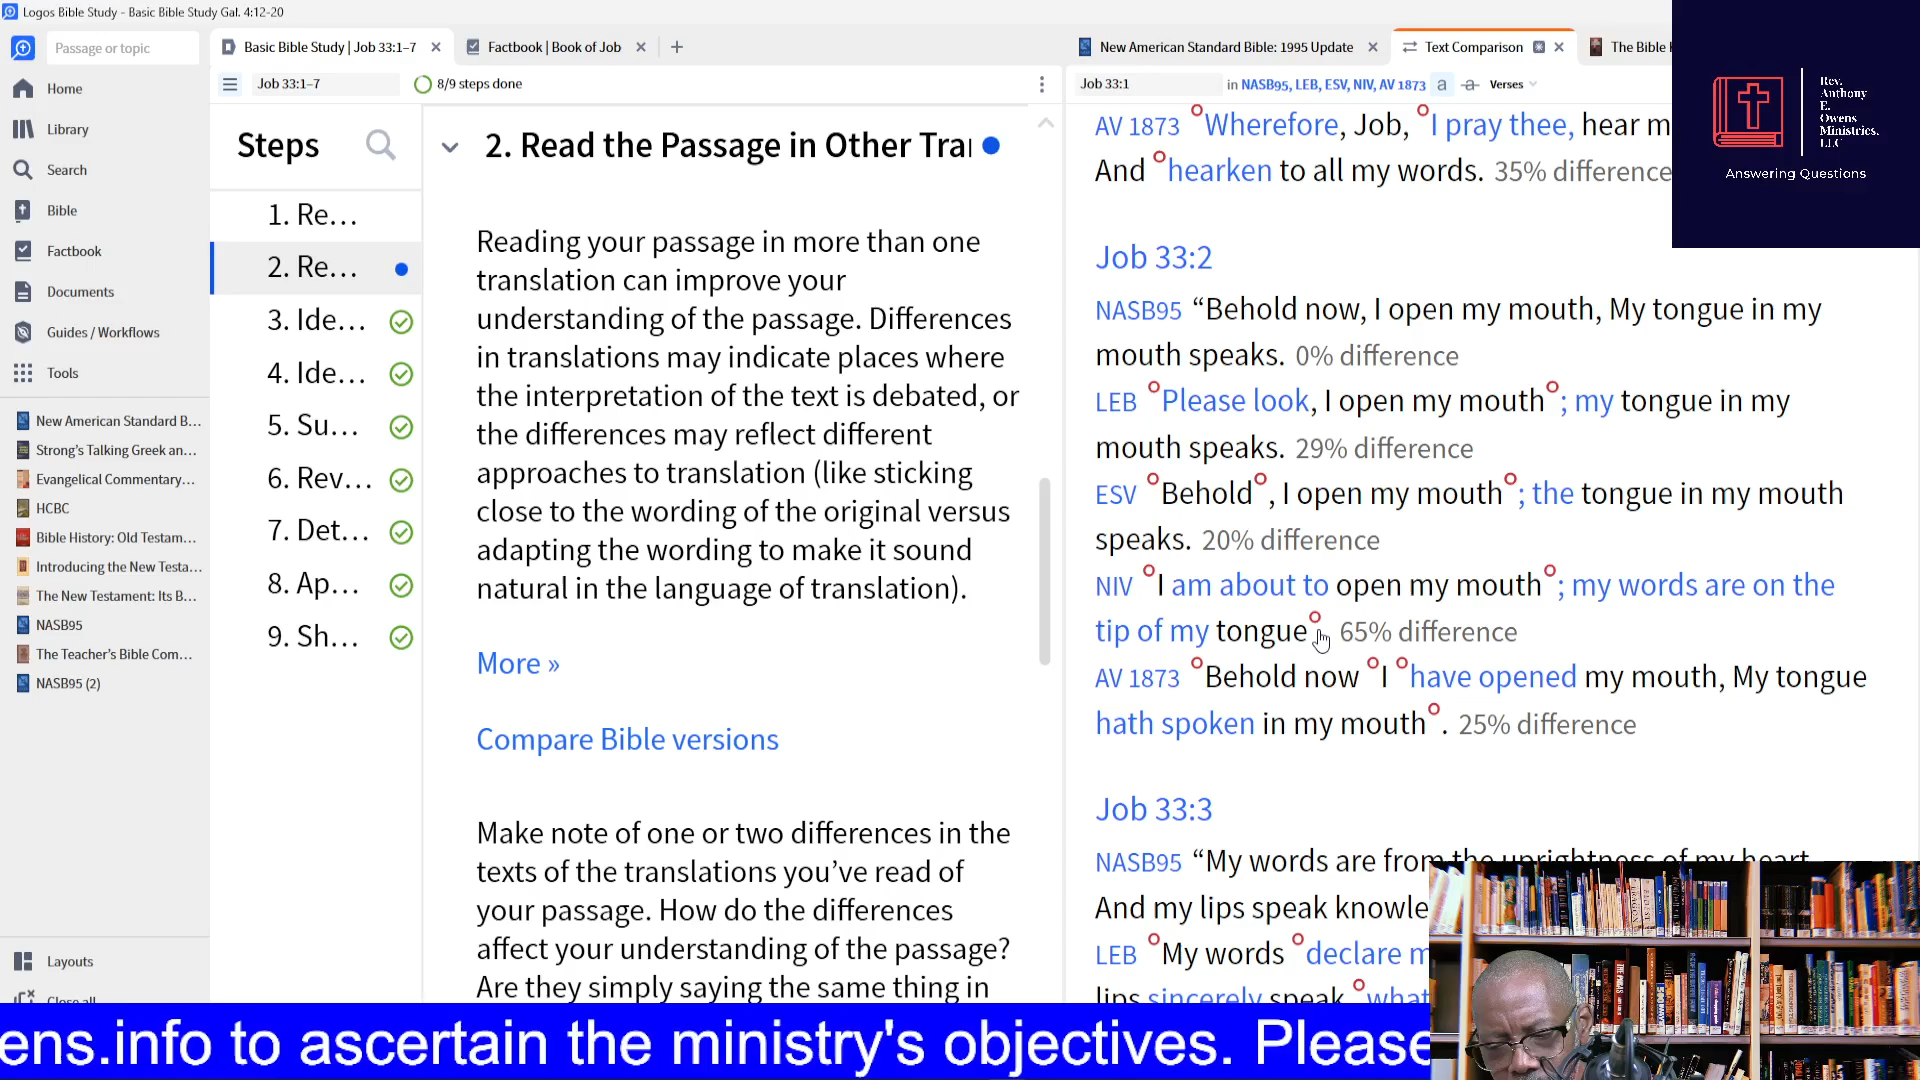 Logos Bible Study - Basic Bible Study Gal. 4:12-20
Passage or topic
Home
Library
Search
Bible
Factbook
Documents
Guides / Workflows
Tools
New American Standard B...
Strong's Talking Greek an...
Evangelical Commentary...
HCBC
Bible History: Old Testam...
Introducing the New Testa...
The New Testament: Its B...
NASB95
The Teacher's Bible Com...
NASB95 (2)
Layouts
Close all
Basic Bible Study | Job 33:1–7
Factbook | Book of Job
Job 33:1–7
8/9 steps done
Steps
1. Re...
2. Re...
3. Ide...
4. Ide...
5. Su...
6. Rev...
7. Det...
8. Ap...
9. Sh...
2. Read the Passage in Other Tra
Reading your passage in more than one
translation can improve your
understanding of the passage. Differences
in translations may indicate places where
the interpretation of the text is debated, or
the differences may reflect different
approaches to translation (like sticking
close to the wording of the original versus
adapting the wording to make it sound
natural in the language of translation).
More »
Compare Bible versions
Make note of one or two differences in the
texts of the translations you've read of
your passage. How do the differences
affect your understanding of the passage?
Are they simply saying the same thing in
New American Standard Bible: 1995 Update
Text Comparison
The Bible
Job 33:1
in NASB95, LEB, ESV, NIV, AV 1873
a
a
Verses
AV 1873 Wherefore, Job, I pray thee, hear m
And hearken to all my words. 35% difference
Job 33:2
NASB95 “Behold now, I open my mouth, My tongue in my
mouth speaks. 0% difference
LEB Please look, I open my mouth; my tongue in my
mouth speaks. 29% difference
ESV Behold, I open my mouth; the tongue in my mouth
speaks. 20% difference
NIV I am about to open my mouth; my words are on the
tip of my tongue 65% difference
AV 1873 Behold now I have opened my mouth, My tongue
hath spoken in my mouth. 25% difference
Job 33:3
NASB95 “My words are from the uprightness of my heart
And my lips speak knowle
LEB My words declare m
lips sincerely speak what
Rev.
Anthony
E.
Owens
Ministries,
LLC
Answering Questions
ens.info to ascertain the ministry's objectives. Please